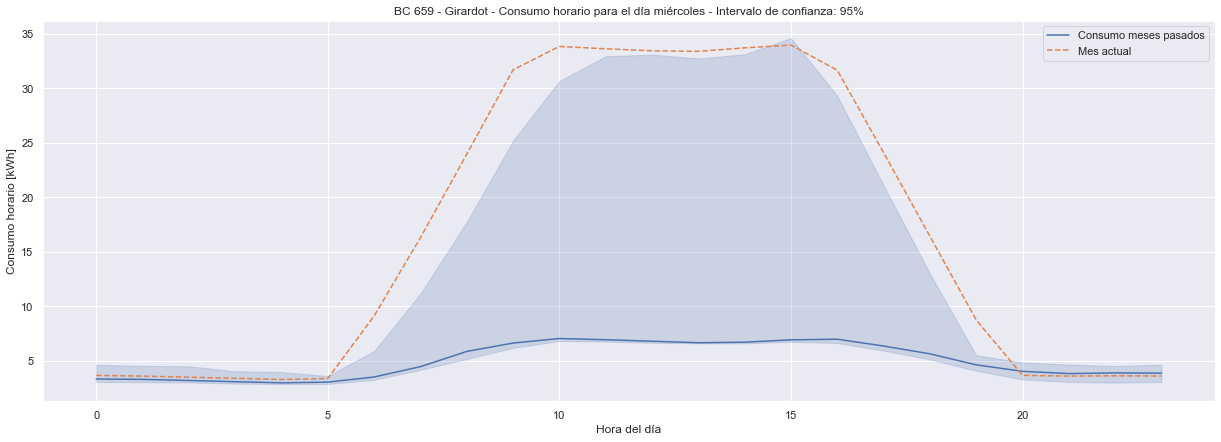 BC 659 - Girardot - Consumo horario para el día miércoles - Intervalo de confianza: 95%
Consumo meses pasados
Mes actual
Consumo horario [kWh]
35
30
25
20
15
10
5
0
5
10
15
20
Hora del día